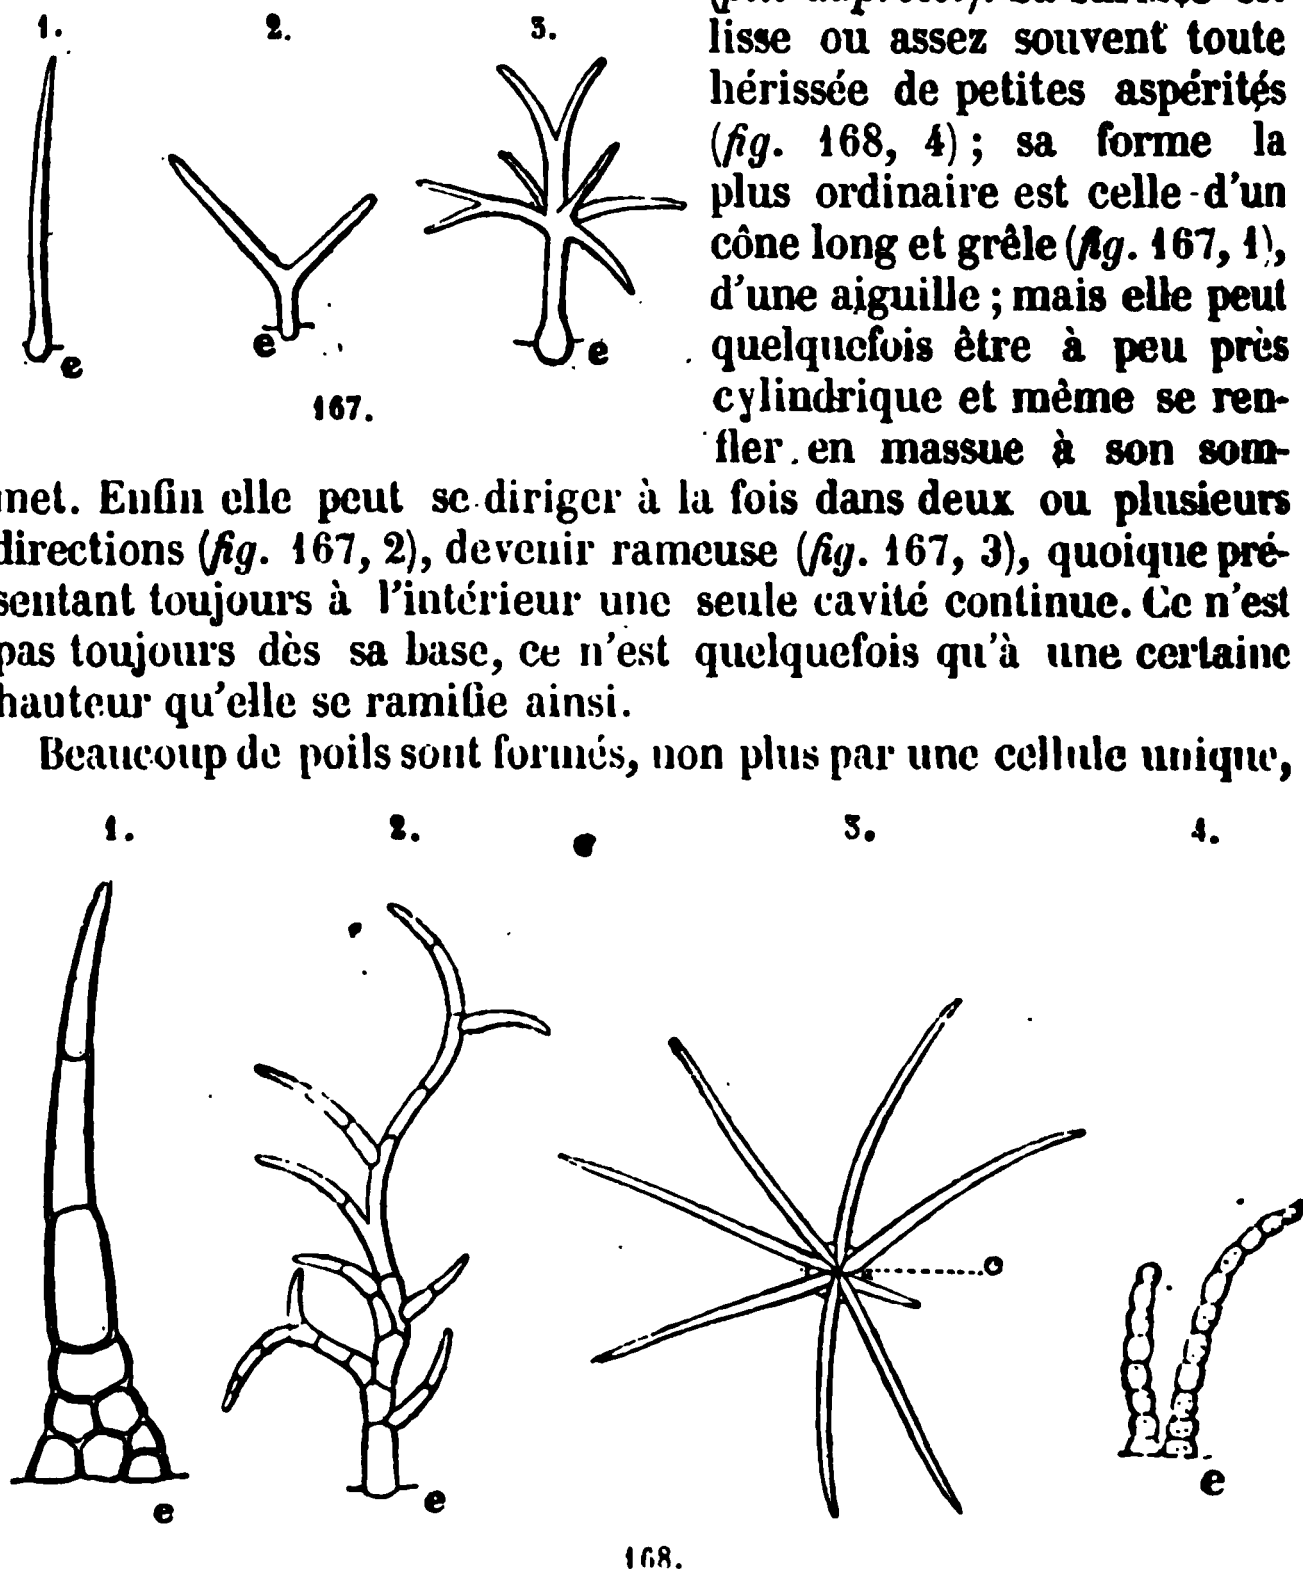 1. 2. 3.
lisse ou assez souvent toute
hérissée de petites aspérités
(fig. 168, 4) ; sa forme la
plus ordinaire est celle d'un
cône long et grêle (fig. 167, 1),
d'une aiguille ; mais elle peut
quelquefois être à peu près
cylindrique et même se ren-
fler en massue à son som-
e e e
167.
met. Enfin elle peut se diriger à la fois dans deux ou plusieurs
directions (fig. 167, 2), devenir rameuse (fig. 167, 3), quoique pré-
sentant toujours à l'intérieur une seule cavité continue. Ce n'est
pas toujours dès sa base, ce n'est quelquefois qu'à une certaine
hauteur qu'elle se ramifie ainsi.
Beaucoup de poils sont formés, non plus par une cellule unique,
1. 2. 3. 4.
o
e e e
168.